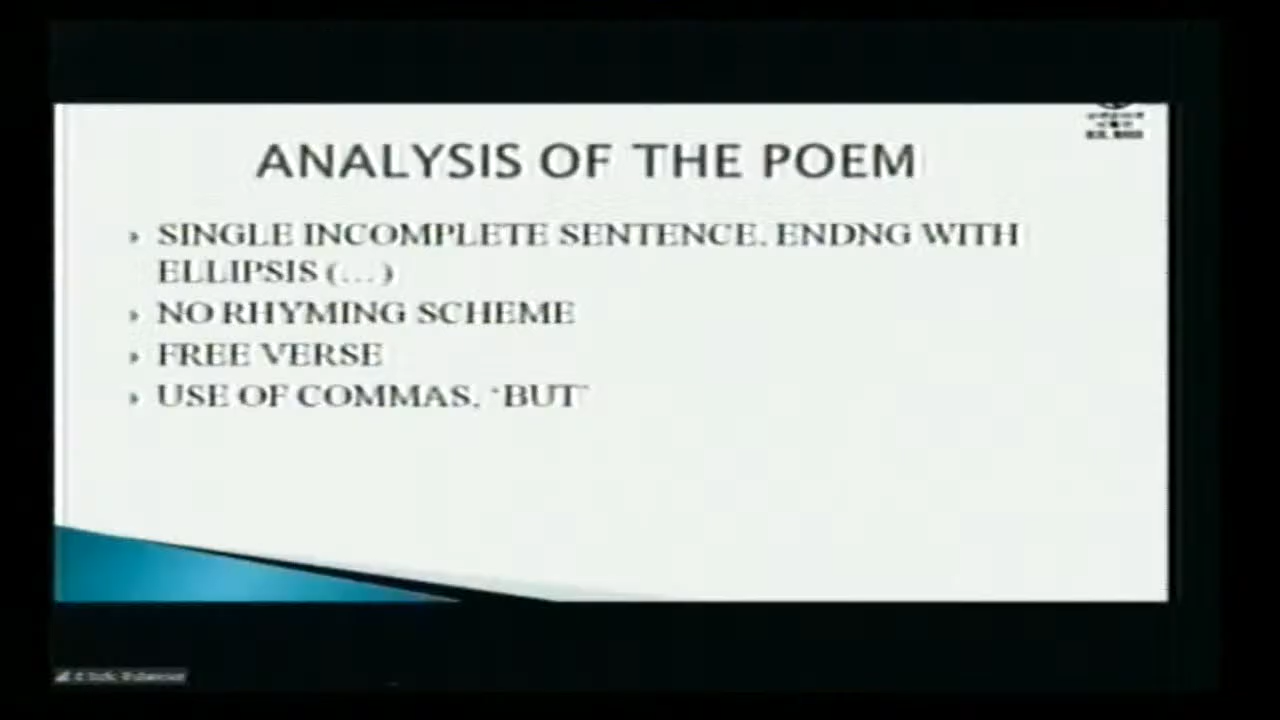 ANALYSIS OF THE POEM
SINGLE INCOMPLETE SENTENCE. ENDNG WITH
ELLIPSIS (...)
NO RHYMING SCHEME
FREE VERSE
USE OF COMMAS. 'BUT'